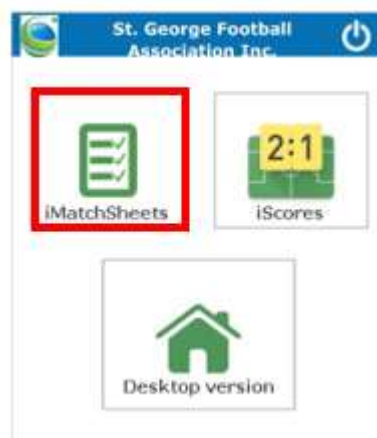 St. George Football
Association Inc.
iMatchSheets
2:1
iScores
Desktop version